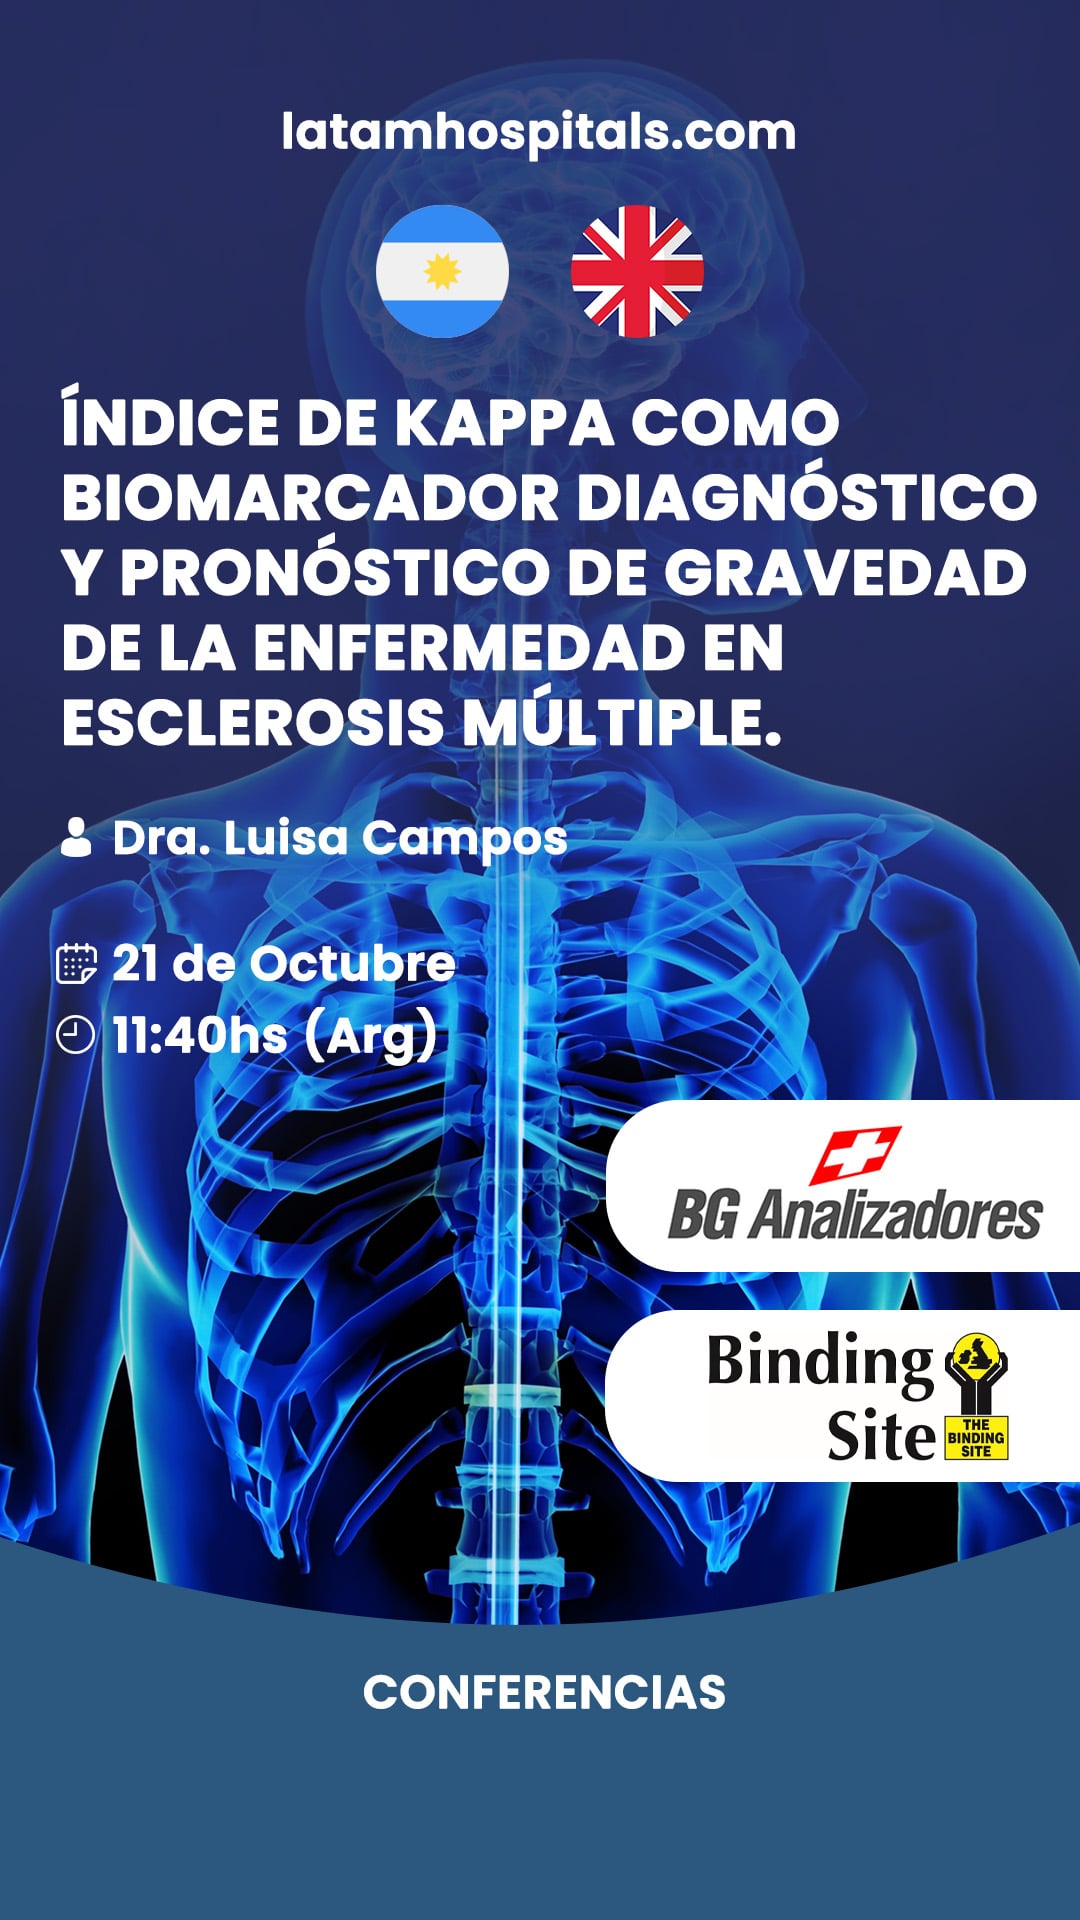 latamhospitals.com
ÍNDICE DE KAPPA COMO
BIOMARCADOR DIAGNÓSTICO
Y PRONÓSTICO DE GRAVEDAD
DE LA ENFERMEDAD EN
ESCLEROSIS MÚLTIPLE.
Dra. Luisa Campos
21 de Octubre
11:40hs (Arg)
BG Analizadores
Binding
Site
THE
BINDING
SITE
CONFERENCIAS